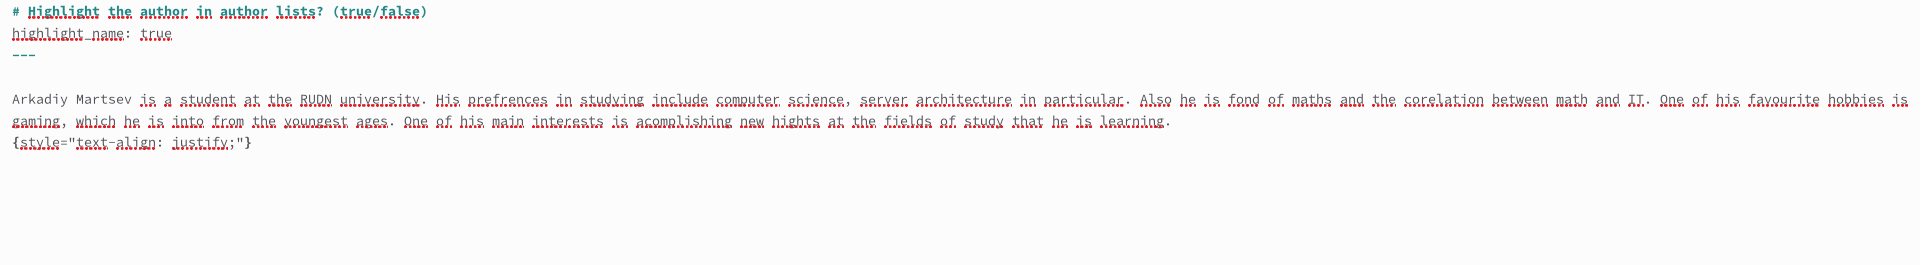 # Highlight the author in author lists? (true/false)
highlight_name: true
---
Arkadiy Martsev is a student at the RUDN university. His prefrences in studying include computer science, server architecture in particular. Also he is fond of maths and the corelation between math and IT. One of his favourite hobbies is
gaming, which he is into from the youngest ages. One of his main interests is acomplishing new hights at the fields of study that he is learning.
{style="text-align: justify;"}